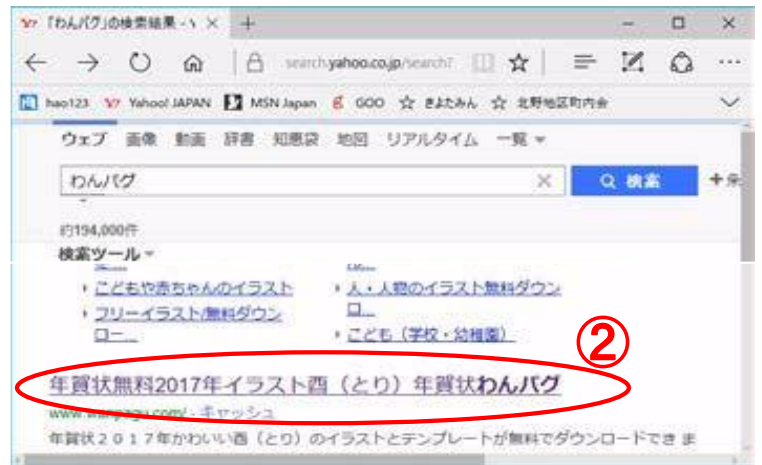 「わんパグ」の検索結果 - Y
search.yahoo.co.jp/search?
hao123 Yahoo! JAPAN MSN Japan GOO きよたみん 北野地区町内会
ウェブ 画像 動画 辞書 知恵袋 地図 リアルタイム 一覧
わんパグ 検索
約194,000件
検索ツール
こどもや赤ちゃんのイラスト 人・人物のイラスト無料ダウン
フリーイラスト/無料ダウン ロ...
ロー... こども（学校・幼稚園）
②
年賀状無料2017年イラスト酉（とり）年賀状わんパグ
www.wanpagu.com/ - キャッシュ
年賀状２０１７年かわいい酉（とり）のイラストとテンプレートが無料でダウンロードでき ま